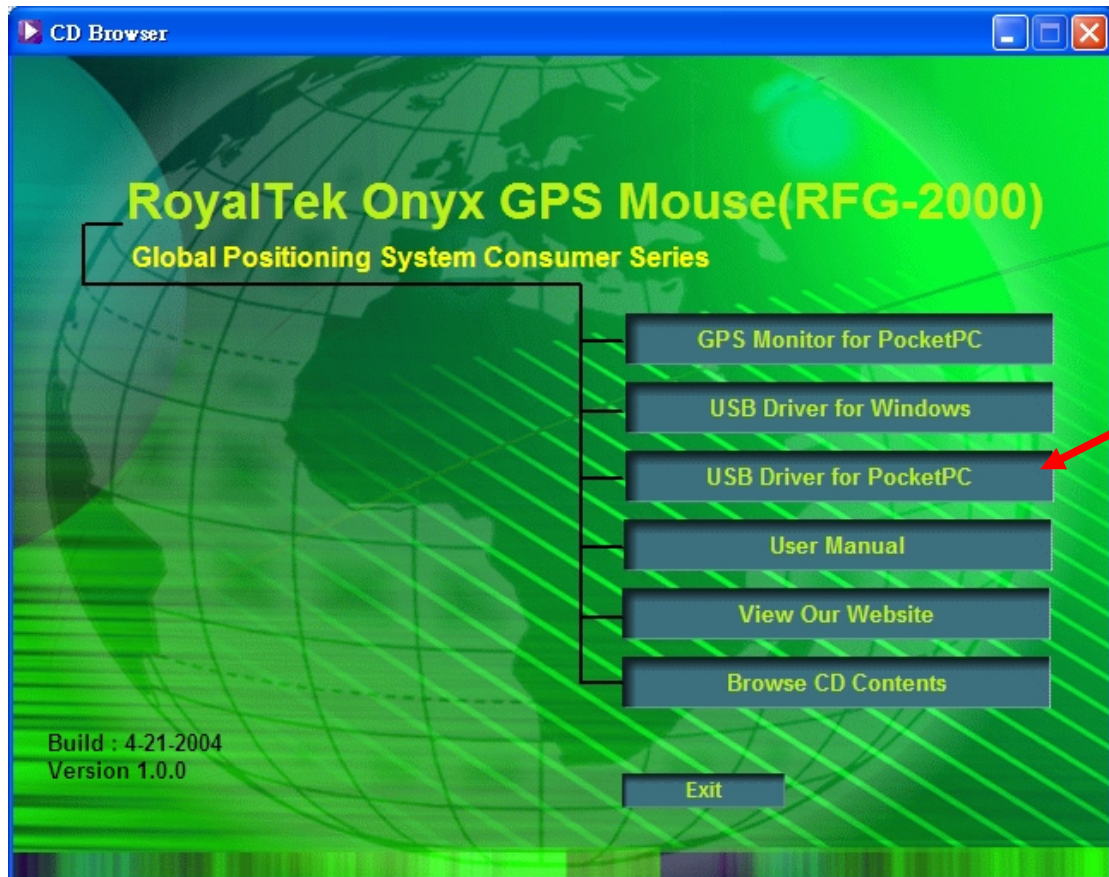 CD Browser
RoyalTek Onyx GPS Mouse(RFG-2000)
Global Positioning System Consumer Series
GPS Monitor for PocketPC
USB Driver for Windows
USB Driver for PocketPC
User Manual
View Our Website
Browse CD Contents
Build : 4-21-2004
Version 1.0.0
Exit